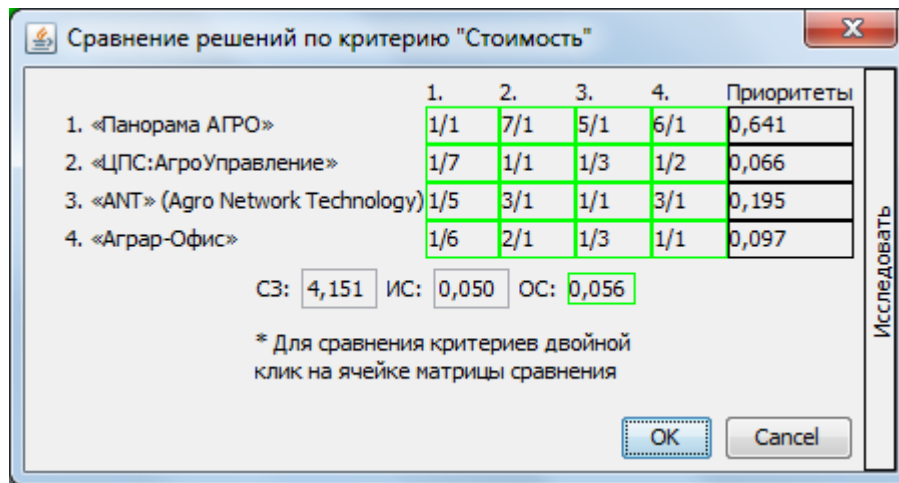 Сравнение решений по критерию "Стоимость"
1. 2. 3. 4. Приоритеты
1. «Панорама АГРО» 1/1 7/1 5/1 6/1 0,641
2. «ЦПС:АгроУправление» 1/7 1/1 1/3 1/2 0,066
3. «ANT» (Agro Network Technology) 1/5 3/1 1/1 3/1 0,195
4. «Аграр-Офис» 1/6 2/1 1/3 1/1 0,097
СЗ: 4,151 ИС: 0,050 ОС: 0,056
* Для сравнения критериев двойной
клик на ячейке матрицы сравнения
OK Cancel
Исследовать